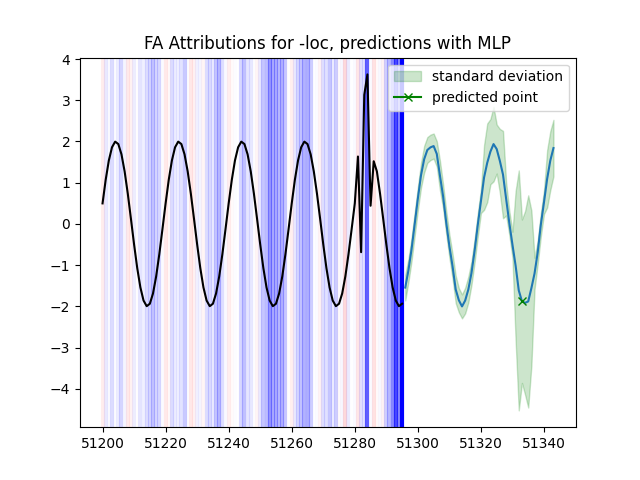 FA Attributions for -loc, predictions with MLP
standard deviation
predicted point
4
3
2
1
0
−1
−2
−3
−4
51200 51220 51240 51260 51280 51300 51320 51340